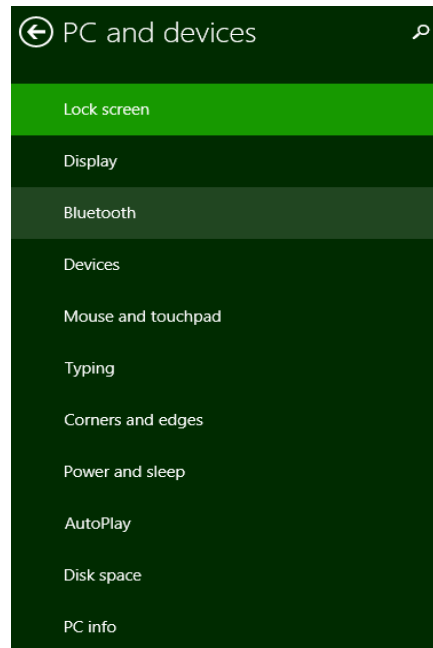 PC and devices
Lock screen
Display
Bluetooth
Devices
Mouse and touchpad
Typing
Corners and edges
Power and sleep
AutoPlay
Disk space
PC info